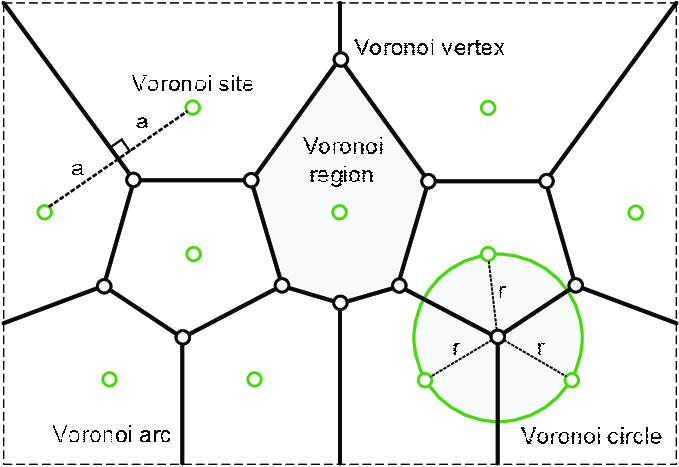 Voronoi vertex
Voronoi site
a
a
Voronoi
region
r
r
r
Voronoi arc
Voronoi circle